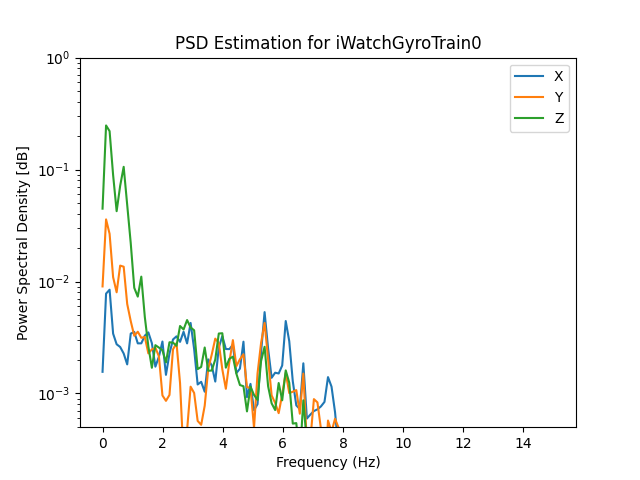 PSD Estimation for iWatchGyroTrain0
X
Y
Z
Power Spectral Density [dB]
10⁰
10⁻¹
10⁻²
10⁻³
0 2 4 6 8 10 12 14
Frequency (Hz)